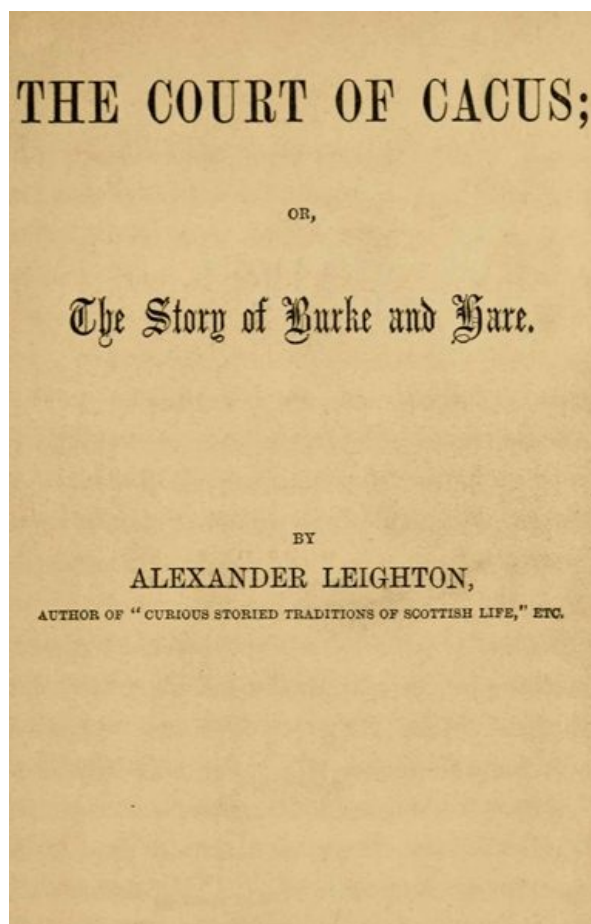 THE COURT OF CACUS;
OR,
The Story of Burke and Hare.
BY
ALEXANDER LEIGHTON,
AUTHOR OF “CURIOUS STORIED TRADITIONS OF SCOTTISH LIFE,” ETC.